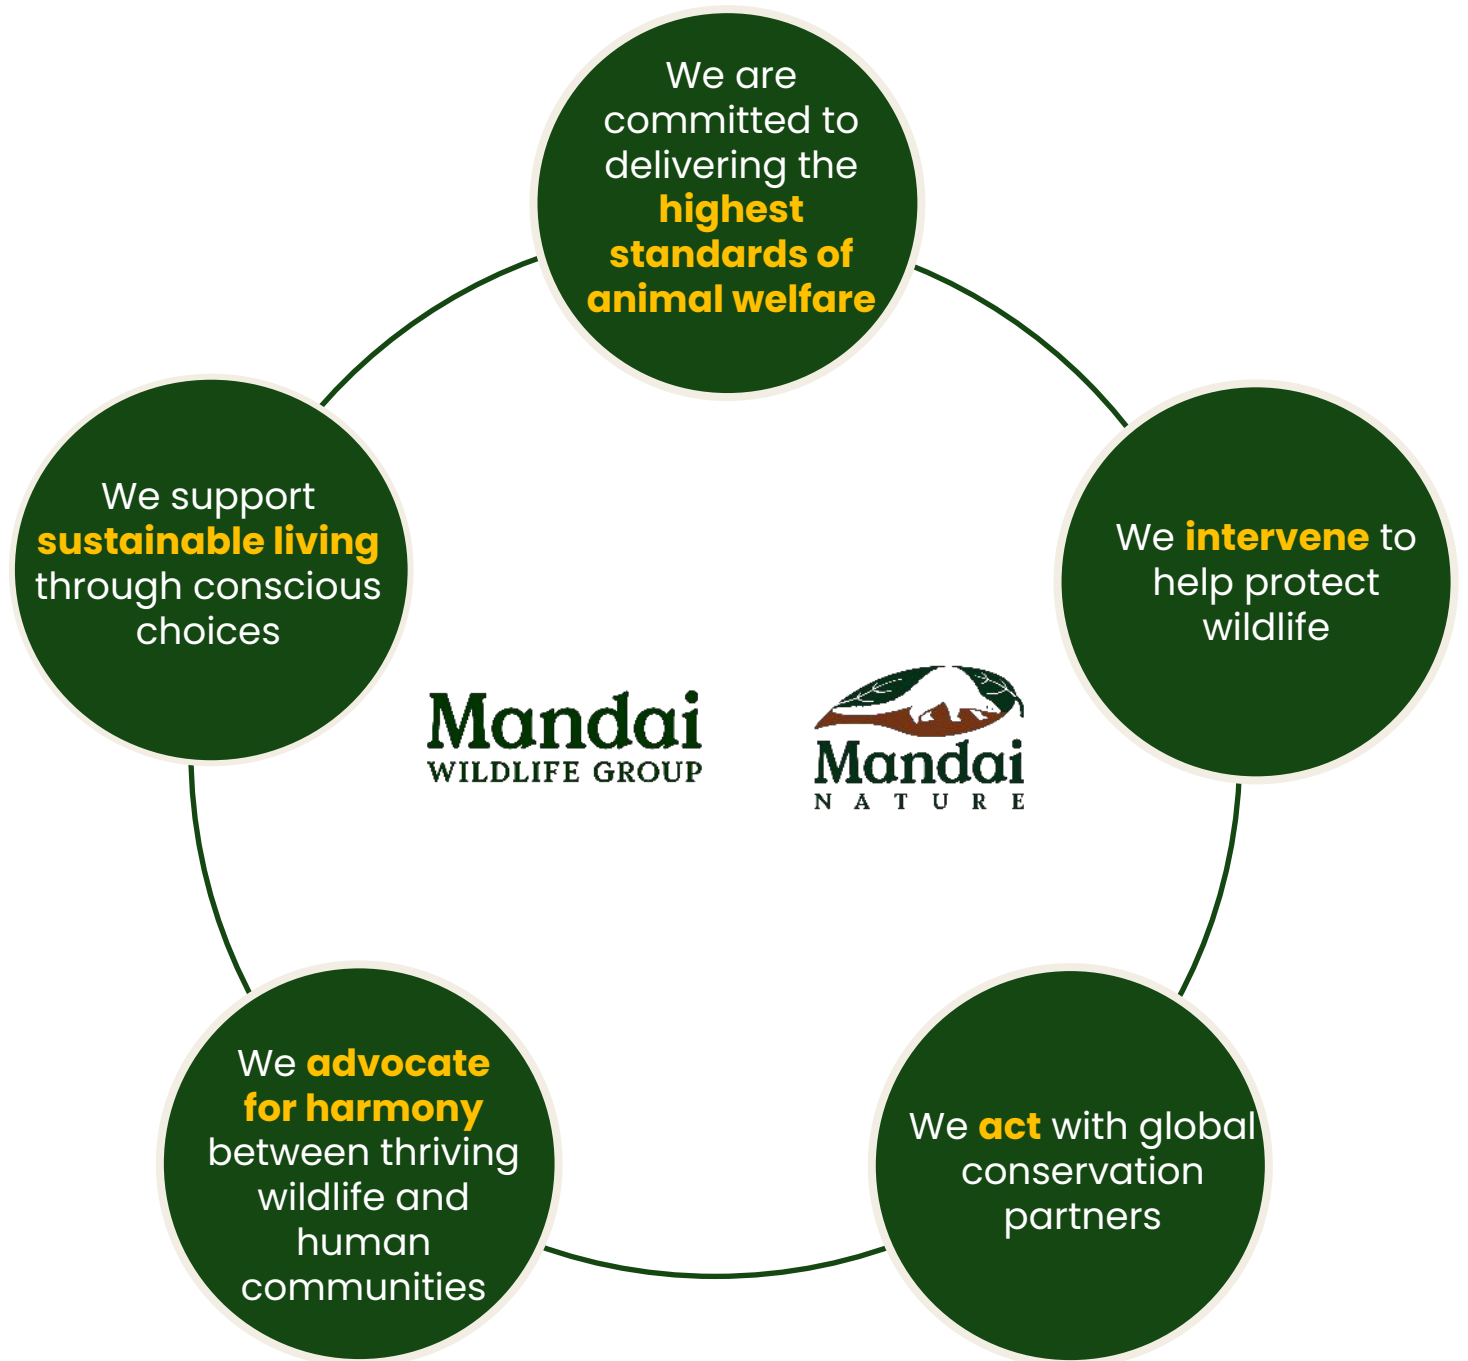 We are
committed to
delivering the
highest
standards of
animal welfare
We support
sustainable living
through conscious
choices
We intervene to
help protect
wildlife
Mandai
WILDLIFE GROUP
Mandai
NATURE
We advocate
for harmony
between thriving
wildlife and
human
communities
We act with global
conservation
partners